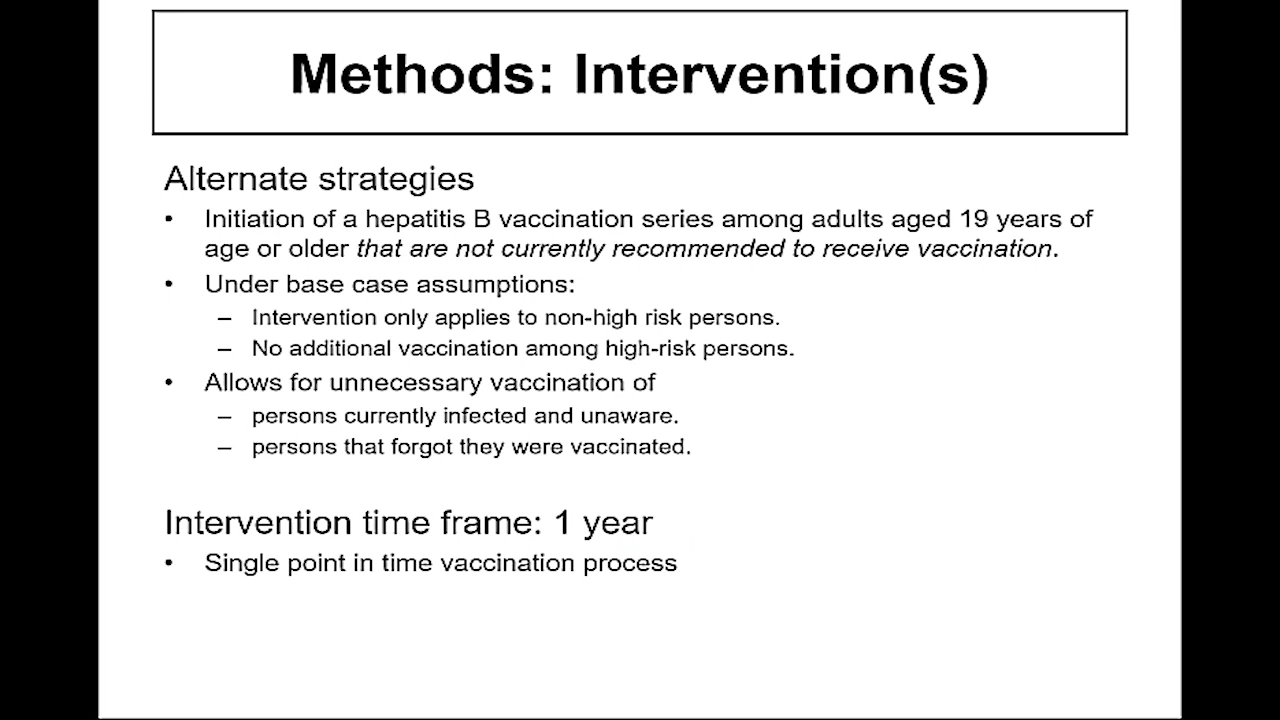 Methods: Intervention(s)
Alternate strategies
• Initiation of a hepatitis B vaccination series among adults aged 19 years of
age or older that are not currently recommended to receive vaccination.
• Under base case assumptions:
– Intervention only applies to non-high risk persons.
– No additional vaccination among high-risk persons.
• Allows for unnecessary vaccination of
– persons currently infected and unaware.
– persons that forgot they were vaccinated.
Intervention time frame: 1 year
• Single point in time vaccination process